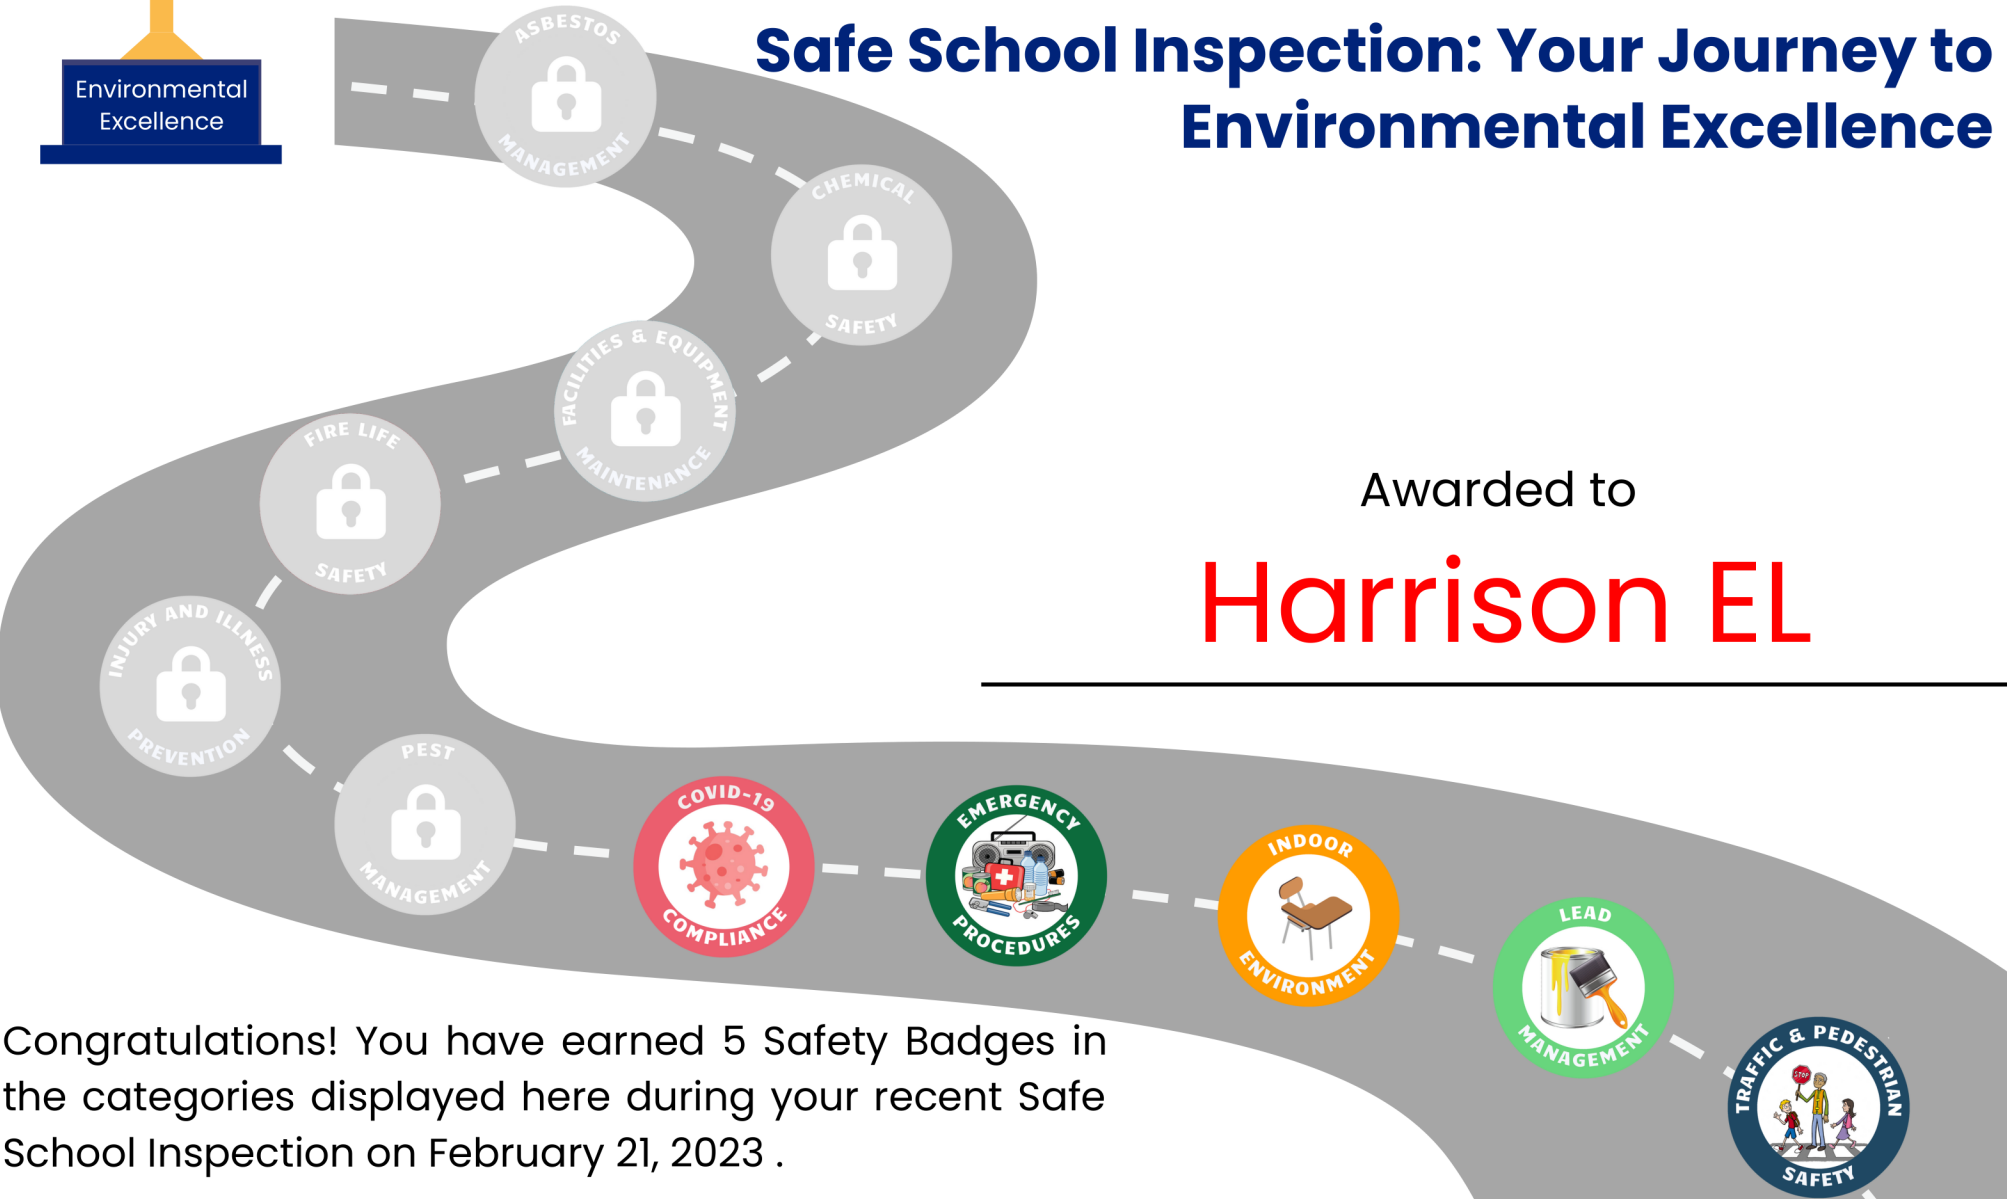 Environmental
Excellence
Safe School Inspection: Your Journey to
Environmental Excellence
ASBESTOS
MANAGEMENT
CHEMICAL
SAFETY
FACILITIES & EQUIPMENT
MAINTENANCE
FIRE LIFE
SAFETY
Awarded to
Harrison EL
INJURY AND ILLNESS
PREVENTION
PEST
MANAGEMENT
COVID-19
COMPLIANCE
EMERGENCY
PROCEDURES
INDOOR
ENVIRONMENT
LEAD
MANAGEMENT
TRAFFIC & PEDESTRIAN
STOP
SAFETY
Congratulations! You have earned 5 Safety Badges in
the categories displayed here during your recent Safe
School Inspection on February 21, 2023 .